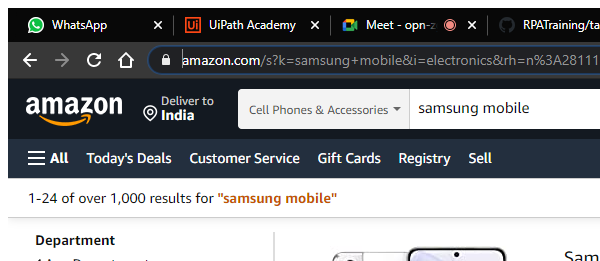 WhatsApp
UiPath Academy
Meet - opn-z
RPATraining/ta
amazon.com/s?k=samsung+mobile&i=electronics&rh=n%3A28111
amazon
Deliver to
India
Cell Phones & Accessories
samsung mobile
All
Today's Deals
Customer Service
Gift Cards
Registry
Sell
1-24 of over 1,000 results for "samsung mobile"
Department
Sam